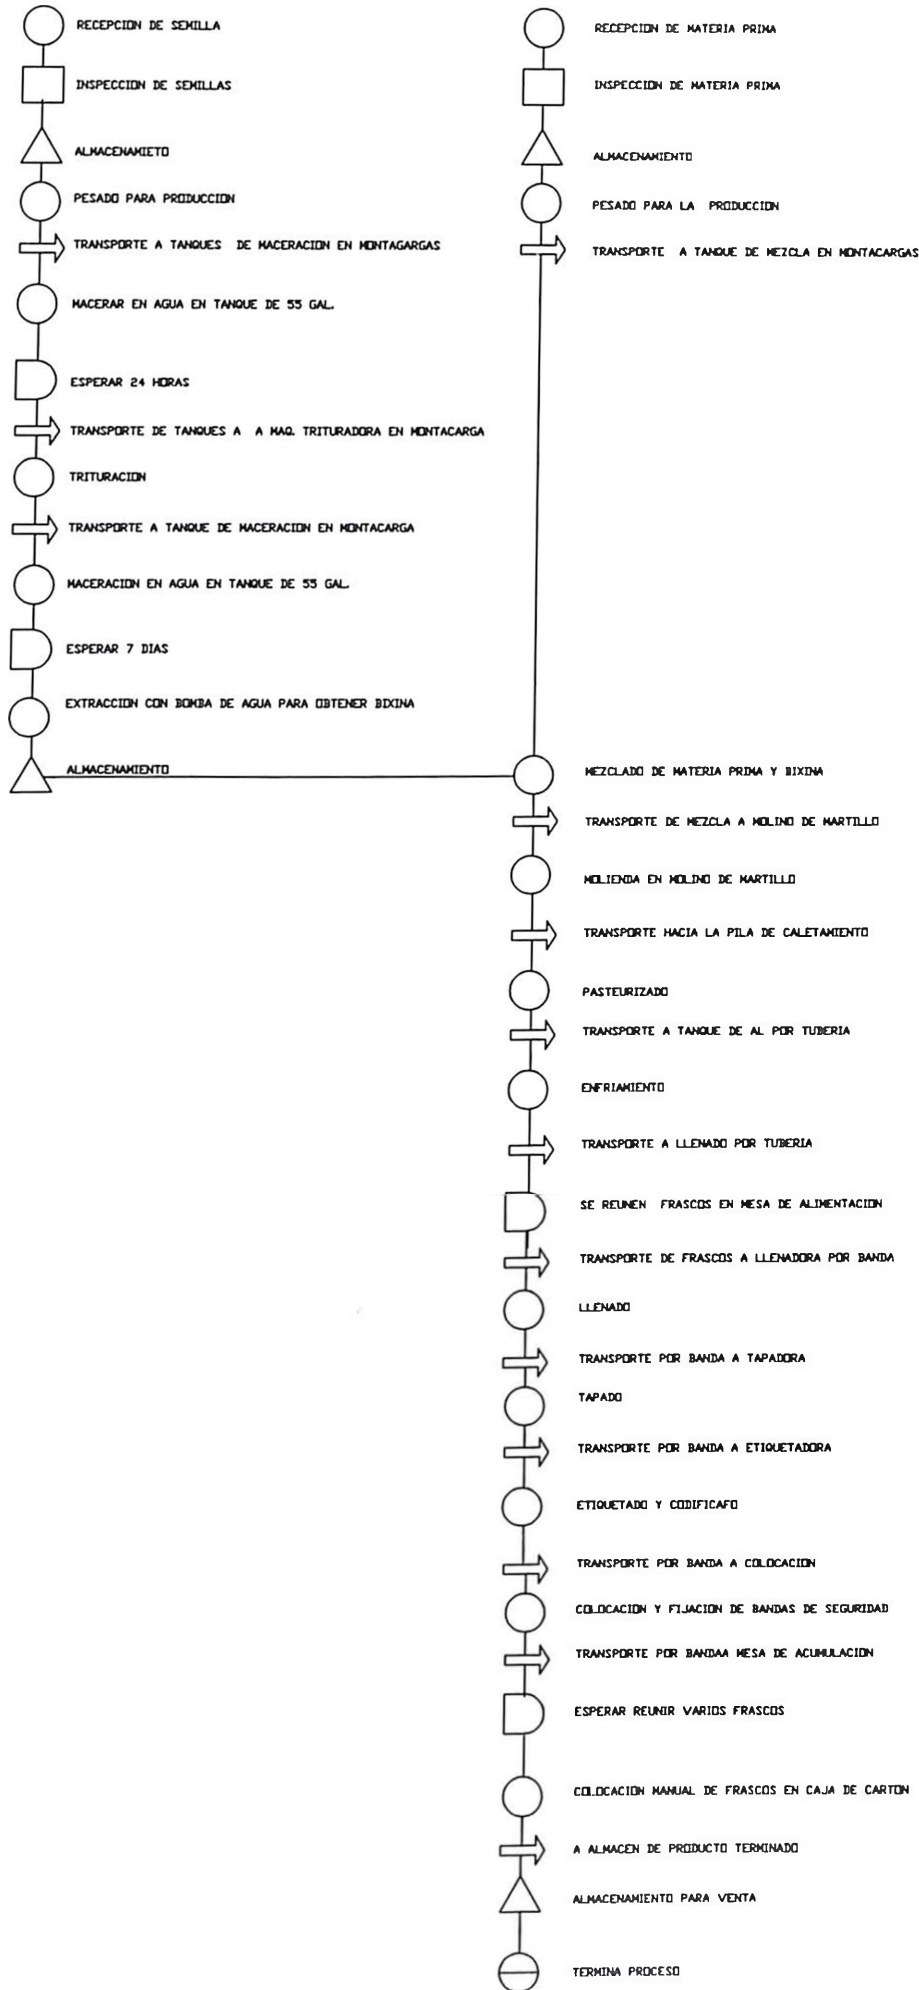 RECEPCION DE SEMILLA
INSPECCION DE SEMILLAS
ALMACENAMIETO
PESADO PARA PRODUCCION
TRANSPORTE A TANQUES DE MACERACION EN MONTAGARGAS
MACERAR EN AGUA EN TANQUE DE 55 GAL.
ESPERAR 24 HORAS
TRANSPORTE DE TANQUES A A MAQ. TRITURADORA EN MONTACARGA
TRITURACION
TRANSPORTE A TANQUE DE MACERACION EN MONTACARGA
MACERACION EN AGUA EN TANQUE DE 55 GAL.
ESPERAR 7 DIAS
EXTRACCION CON BOMBA DE AGUA PARA OBTENER BIXINA
ALMACENAMIENTO
RECEPCION DE MATERIA PRIMA
INSPECCION DE MATERIA PRIMA
ALMACENAMIENTO
PESADO PARA LA PRODUCCION
TRANSPORTE A TANQUE DE MEZCLA EN MONTACARGAS
MEZCLADO DE MATERIA PRIMA Y BIXINA
TRANSPORTE DE MEZCLA A MOLINO DE MARTILLO
MOLIENDA EN MOLINO DE MARTILLO
TRANSPORTE HACIA LA PILA DE CALETAMIENTO
PASTEURIZADO
TRANSPORTE A TANQUE DE AL POR TUBERIA
ENFRIAMIENTO
TRANSPORTE A LLENADO POR TUBERIA
SE REUNEN FRASCOS EN MESA DE ALIMENTACION
TRANSPORTE DE FRASCOS A LLENADORA POR BANDA
LLENADO
TRANSPORTE POR BANDA A TAPADORA
TAPADO
TRANSPORTE POR BANDA A ETIQUETADORA
ETIQUETADO Y CODIFICAFO
TRANSPORTE POR BANDA A COLOCACION
COLOCACION Y FIJACION DE BANDAS DE SEGURIDAD
TRANSPORTE POR BANDAA MESA DE ACUMULACION
ESPERAR REUNIR VARIOS FRASCOS
COLOCACION MANUAL DE FRASCOS EN CAJA DE CARTON
A ALMACEN DE PRODUCTO TERMINADO
ALMACENAMIENTO PARA VENTA
TERMINA PROCESO